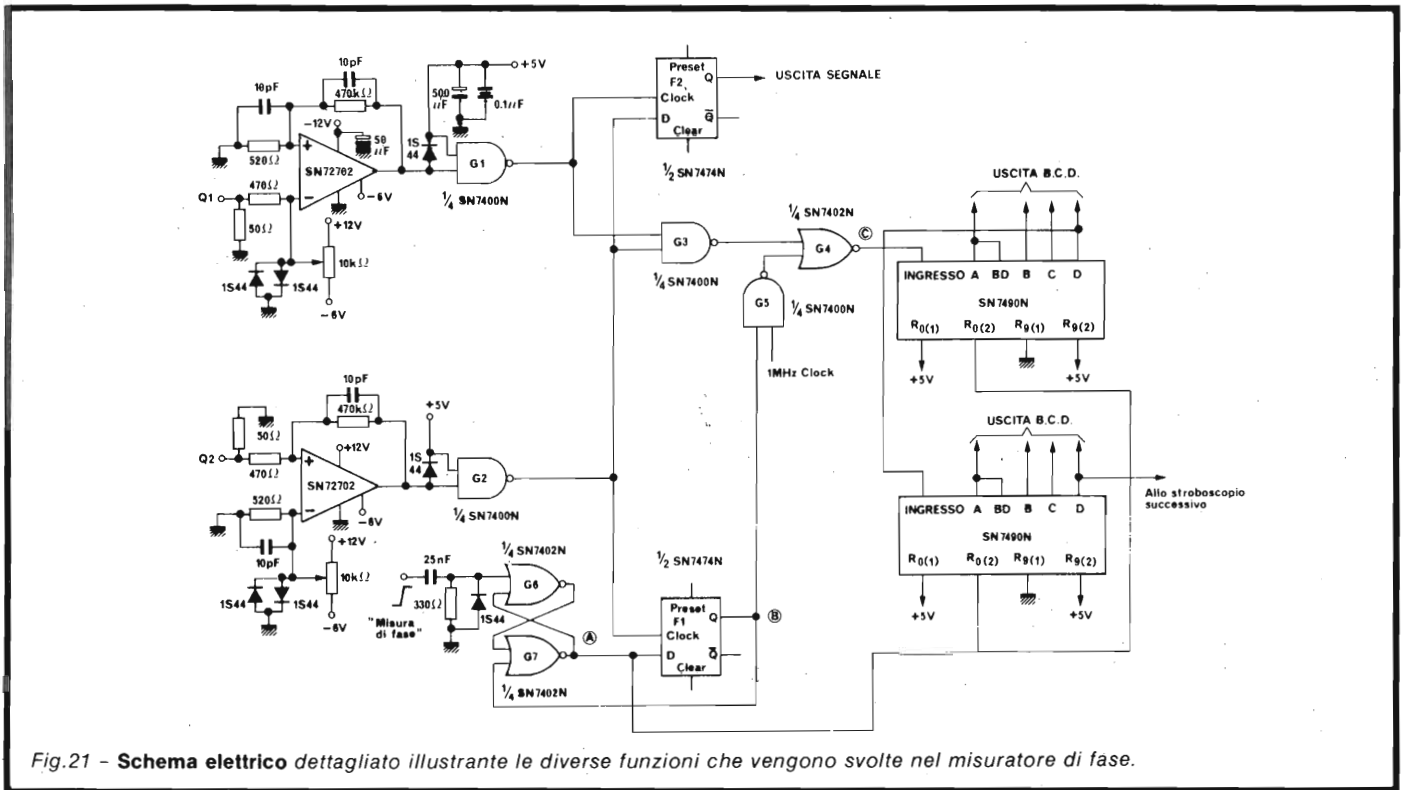 10pF
10pF
470kΩ
500 µF
0.1µF
+5V
-12V
50 µF
520Ω
+
SN72702
-
-6V
1S 44
G1
¼ SN7400N
Q1
470Ω
50Ω
+12V
10kΩ
-6V
1S44
1S44
Preset
F2
Q
Clock
D
Q̅
Clear
½ SN7474N
USCITA SEGNALE
G3
¼ SN7400N
¼ SN7402N
G4
C
G5
¼ SN7400N
1MHz Clock
USCITA B.C.D.
INGRESSO A BD B C D
SN7490N
R0(1) R0(2) R9(1) R9(2)
+5V
+5V
10pF
470kΩ
+5V
50Ω
+12V
Q2
470Ω
+
SN72702
-
-6V
1S 44
G2
¼ SN7400N
520Ω
10pF
+12V
10kΩ
-6V
1S44
1S44
25nF
330Ω
1S44
"Misura di fase"
¼ SN7402N
G6
A
G7
¼ SN7402N
½ SN7474N
Preset
F1
Q
B
Clock
D
Q̅
Clear
USCITA B.C.D.
Allo stroboscopio
successivo
INGRESSO A BD B C D
SN7490N
R0(1) R0(2) R9(1) R9(2)
+5V
+5V
Fig.21 - Schema elettrico dettagliato illustrante le diverse funzioni che vengono svolte nel misuratore di fase.